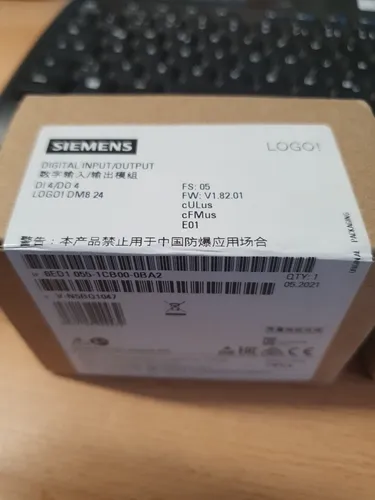 SIEMENS
LOGO!
DIGITAL INPUT/OUTPUT
数字输入/输出模组
DI 4/DO 4
LOGO! DM8 24
FS: 05
FW: V1.82.01
cULus
cFMus
E01
ORIGINAL PACKAGING
警告：本产品禁止用于中国防爆应用场合
6ED1 055-1CB00-0BA2
QTY: 1
05.2021